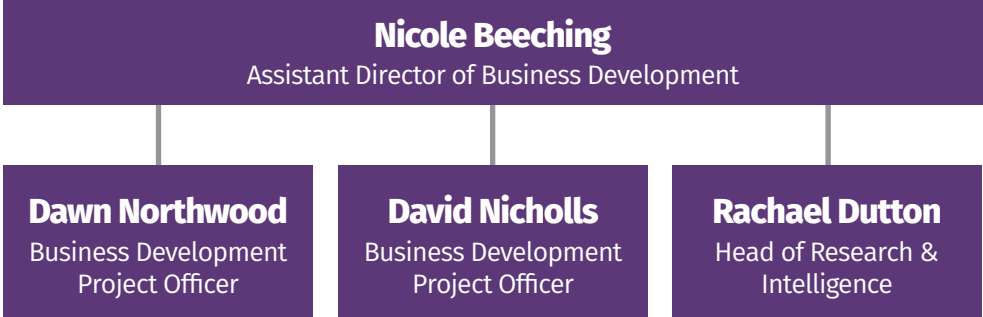 Nicole Beeching
Assistant Director of Business Development
Dawn Northwood
Business Development
Project Officer
David Nicholls
Business Development
Project Officer
Rachael Dutton
Head of Research &
Intelligence